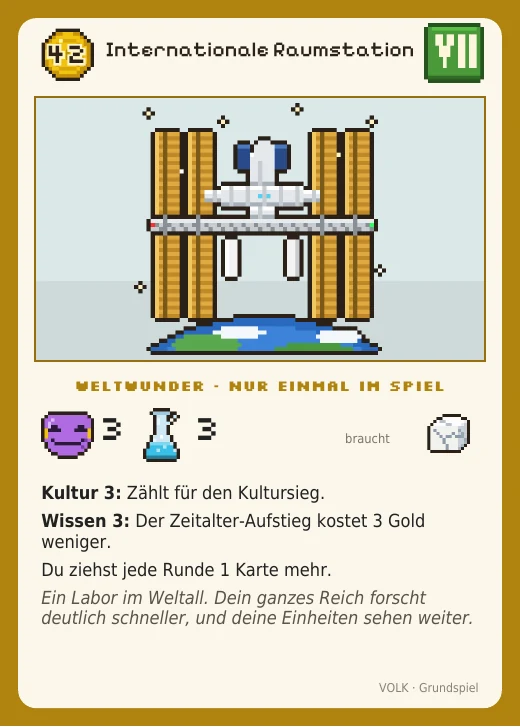 42 Internationale Raumstation VII
WELTWUNDER - NUR EINMAL IM SPIEL
3 3 braucht
Kultur 3: Zählt für den Kultursieg.
Wissen 3: Der Zeitalter-Aufstieg kostet 3 Gold
weniger.
Du ziehst jede Runde 1 Karte mehr.
Ein Labor im Weltall. Dein ganzes Reich forscht
deutlich schneller, und deine Einheiten sehen weiter.
VOLK · Grundspiel